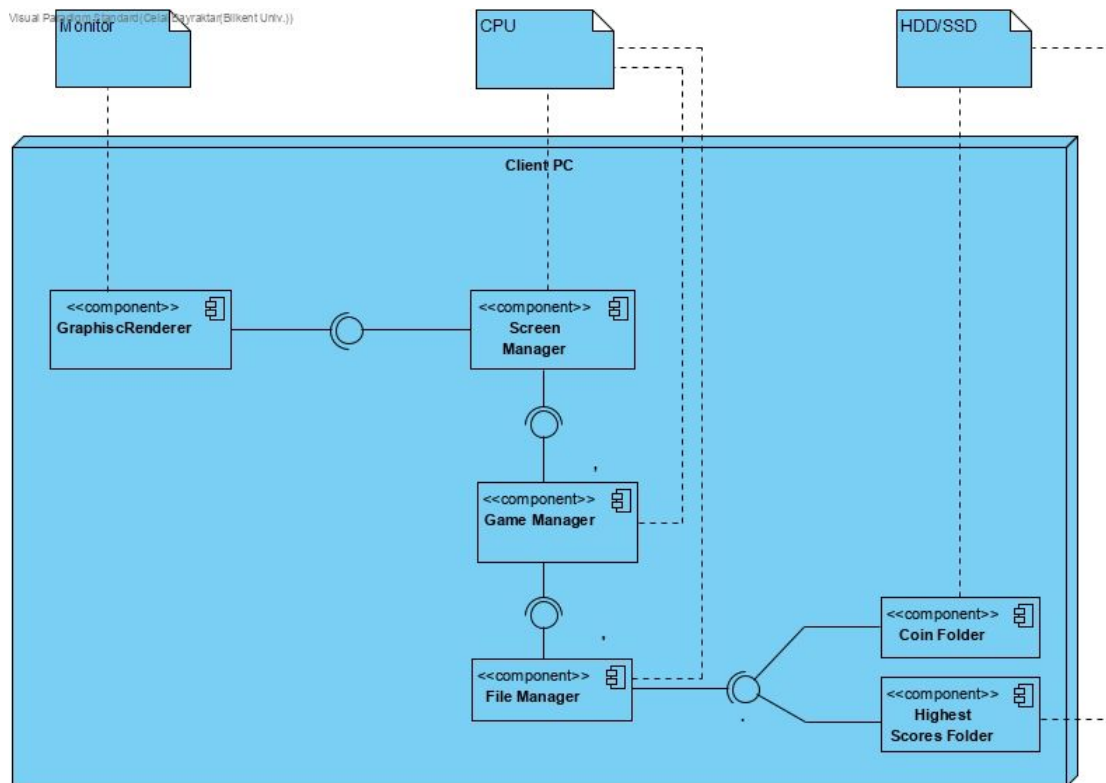 Visual Paradigm Standard(Celal Bayraktar(Bilkent Univ.))
Monitor
CPU
HDD/SSD
Client PC
<<component>>
GraphiscRenderer
<<component>>
Screen
Manager
<<component>>
Game Manager
<<component>>
File Manager
<<component>>
Coin Folder
<<component>>
Highest
Scores Folder